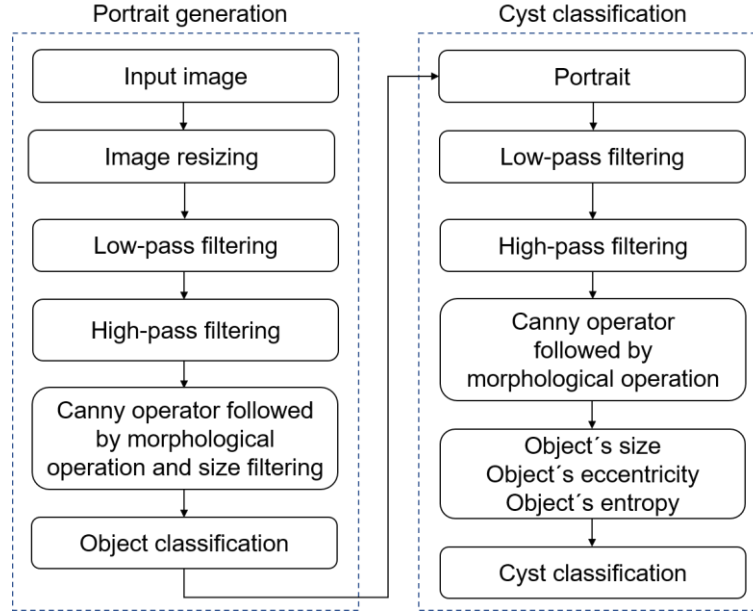 Portrait generation
Input image
Image resizing
Low-pass filtering
High-pass filtering
Canny operator followed
by morphological
operation and size filtering
Object classification
Cyst classification
Portrait
Low-pass filtering
High-pass filtering
Canny operator
followed by
morphological operation
Object´s size
Object´s eccentricity
Object´s entropy
Cyst classification